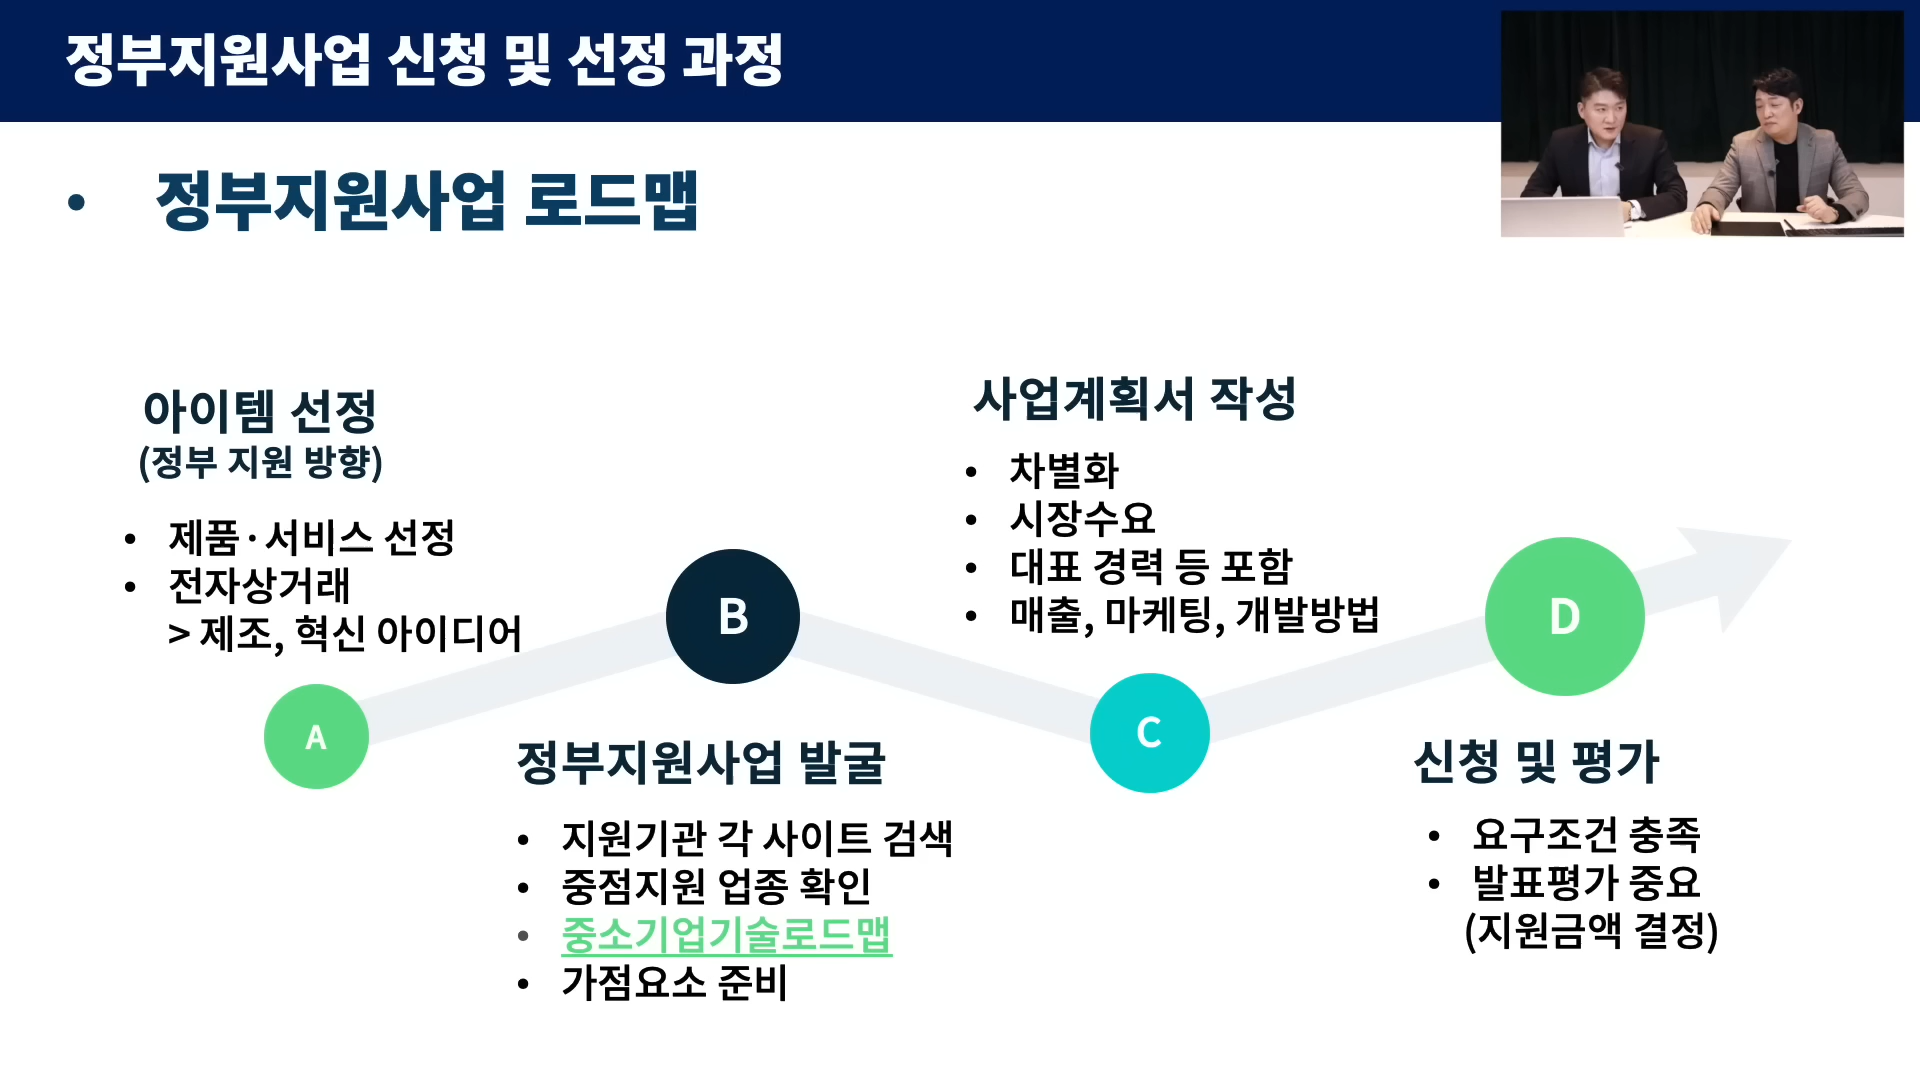 정부지원사업 신청 및 선정 과정
• 정부지원사업 로드맵
아이템 선정
(정부 지원 방향)
• 제품·서비스 선정
• 전자상거래
> 제조, 혁신 아이디어
A
B
정부지원사업 발굴
• 지원기관 각 사이트 검색
• 중점지원 업종 확인
• 중소기업기술로드맵
• 가점요소 준비
사업계획서 작성
• 차별화
• 시장수요
• 대표 경력 등 포함
• 매출, 마케팅, 개발방법
C
D
신청 및 평가
• 요구조건 충족
• 발표평가 중요
(지원금액 결정)